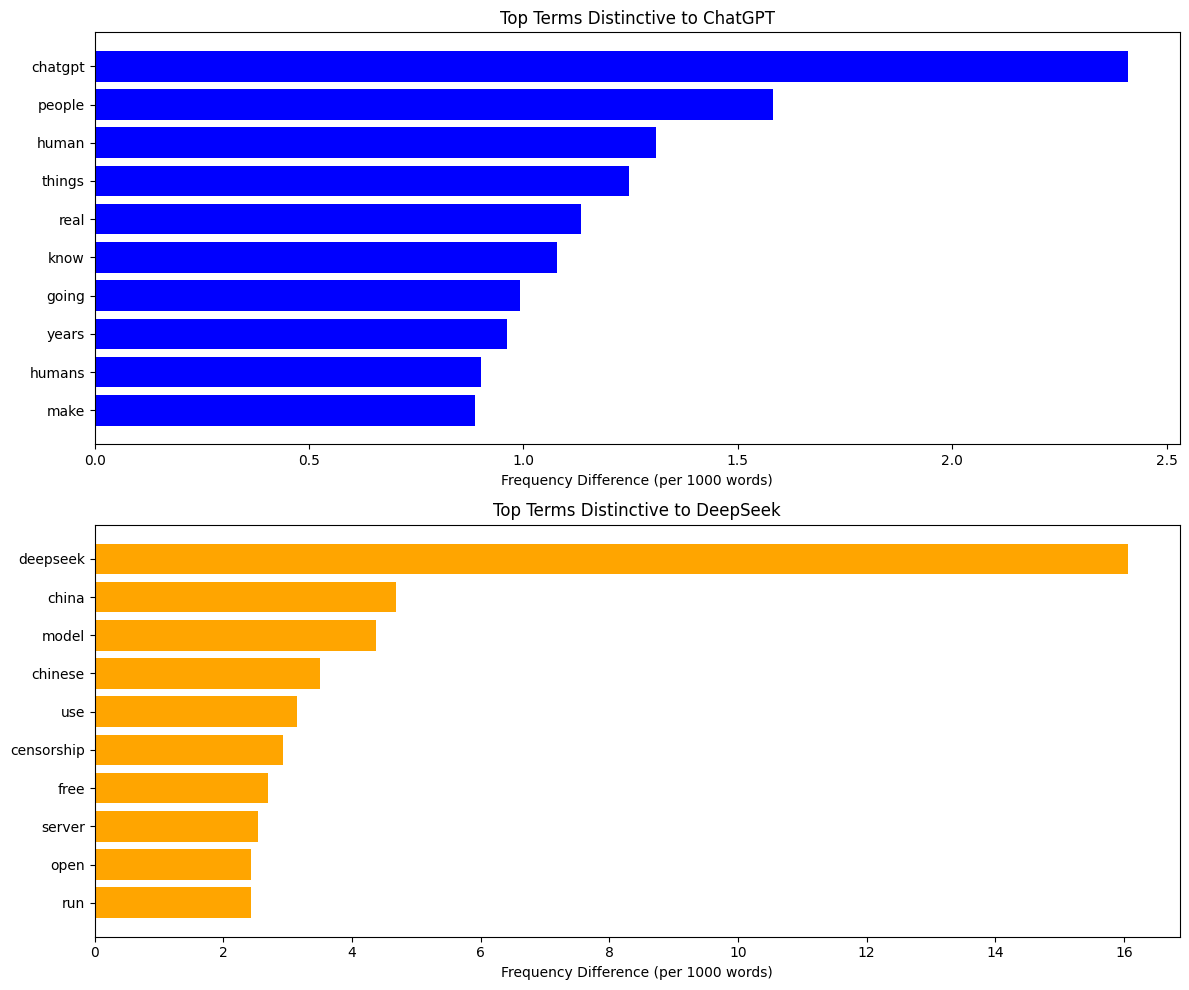 Top Terms Distinctive to ChatGPT
chatgpt
people
human
things
real
know
going
years
humans
make
0.0 0.5 1.0 1.5 2.0 2.5
Frequency Difference (per 1000 words)
Top Terms Distinctive to DeepSeek
deepseek
china
model
chinese
use
censorship
free
server
open
run
0 2 4 6 8 10 12 14 16
Frequency Difference (per 1000 words)